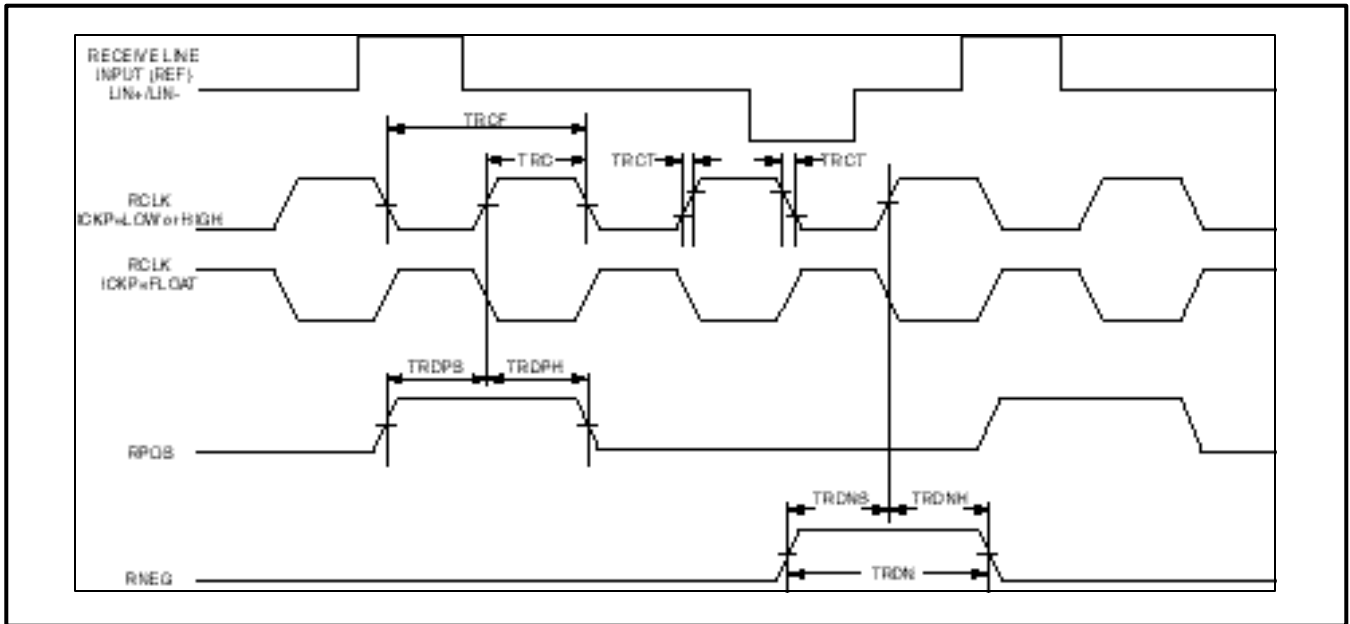 RECEIVE LINE
INPUT (REF)
LIN+/LIN-
TRCF
TRC
TRCT
TRCT
RCLK
ICKP=LOW or HIGH
RCLK
ICKP=FLOAT
TRDPS
TRDPH
RPOS
TRDNS
TRDNH
RNEG
TRDN